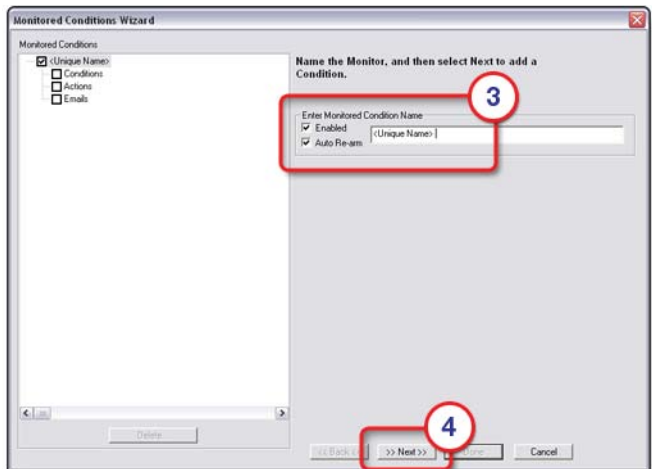 Monitored Conditions Wizard
Monitored Conditions
<Unique Name>
Conditions
Actions
Emails
Name the Monitor, and then select Next to add a
Condition.
3
Enter Monitored Condition Name
Enabled
Auto Re-arm
<Unique Name>
4
Delete
<< Back <<
>> Next >>
Done
Cancel